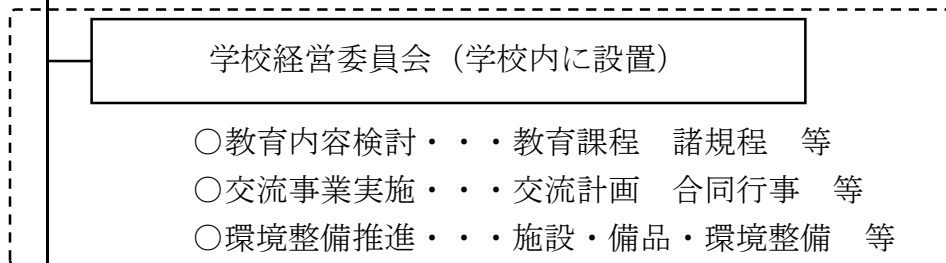 学校経営委員会（学校内に設置）
○教育内容検討・・・教育課程　諸規程　等
○交流事業実施・・・交流計画　合同行事　等
○環境整備推進・・・施設・備品・環境整備　等